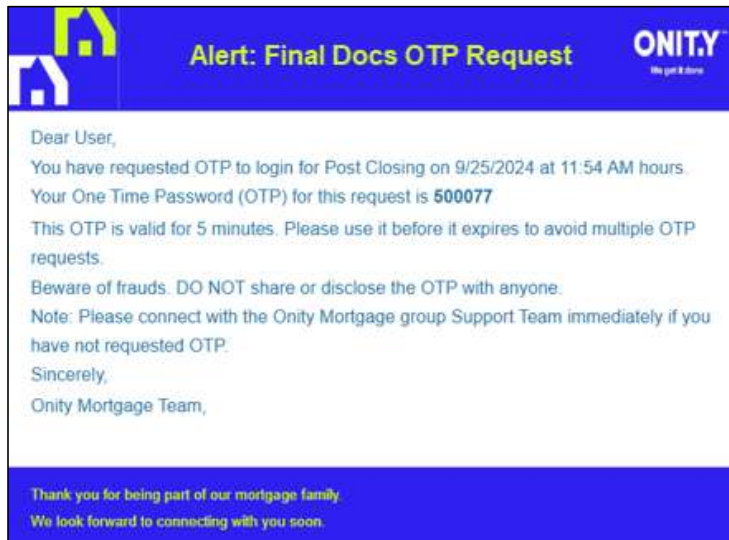 Alert: Final Docs OTP Request
ONITY
We get it done
Dear User,
You have requested OTP to login for Post Closing on 9/25/2024 at 11:54 AM hours.
Your One Time Password (OTP) for this request is 500077
This OTP is valid for 5 minutes. Please use it before it expires to avoid multiple OTP
requests.
Beware of frauds. DO NOT share or disclose the OTP with anyone.
Note: Please connect with the Onity Mortgage group Support Team immediately if you
have not requested OTP.
Sincerely,
Onity Mortgage Team,
Thank you for being part of our mortgage family.
We look forward to connecting with you soon.